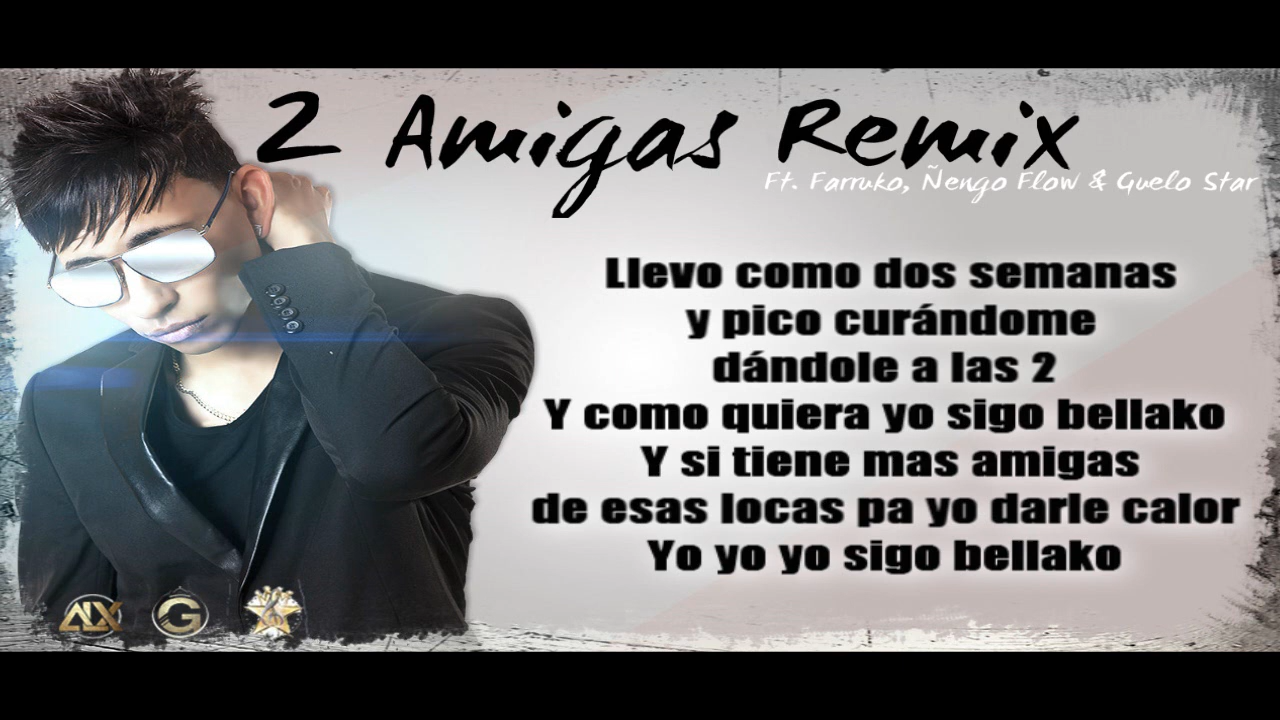 2 Amigas Remix
Ft. Farruko, Ñengo Flow & Guelo Star
Llevo como dos semanas
y pico curándome
dándole a las 2
Y como quiera yo sigo bellako
Y si tiene mas amigas
de esas locas pa yo darle calor
Yo yo yo sigo bellako
ALX G